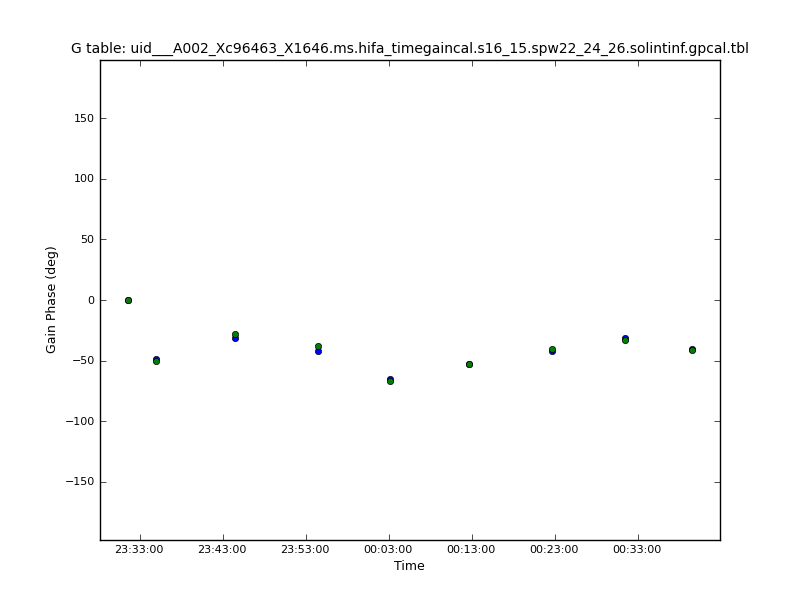 G table: uid___A002_Xc96463_X1646.ms.hifa_timegaincal.s16_15.spw22_24_26.solintinf.gpcal.tbl
150
100
50
0
−50
−100
−150
Gain Phase (deg)
23:33:00 23:43:00 23:53:00 00:03:00 00:13:00 00:23:00 00:33:00
Time